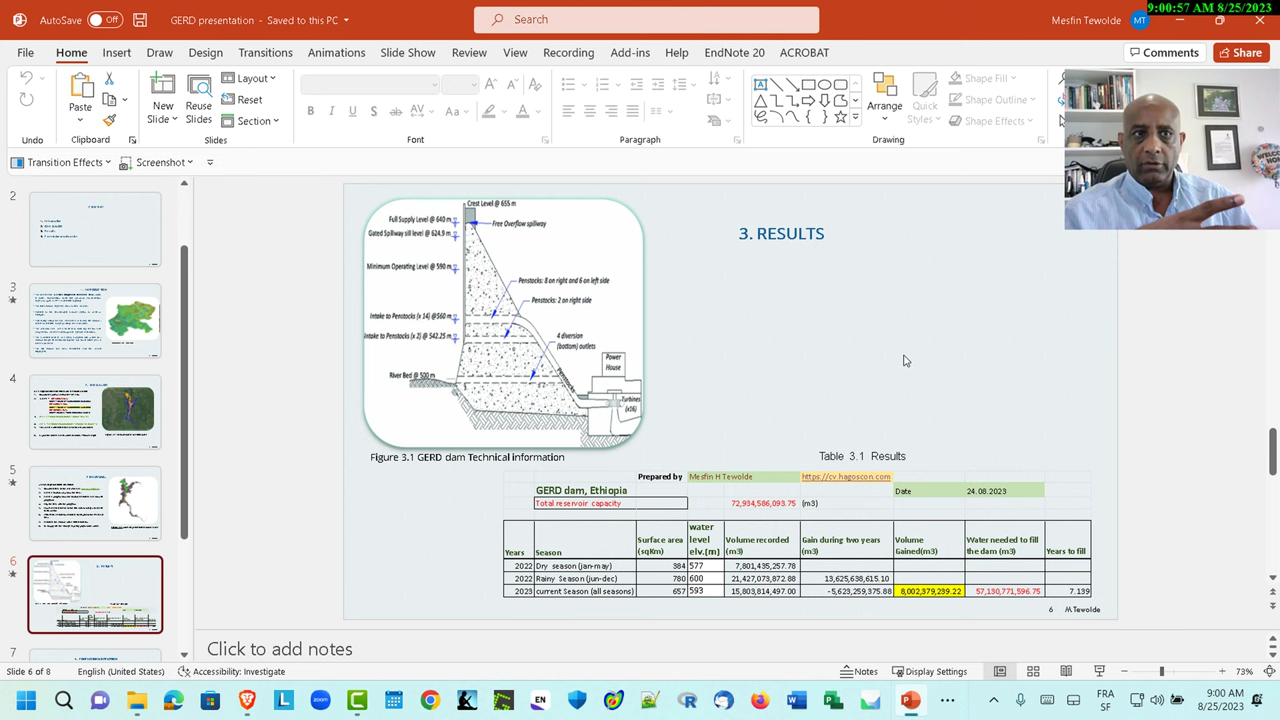 AutoSave Off
GERD presentation - Saved to this PC
Search
Mesfin Tewolde
MT
9:00:57 AM 8/25/2023
File Home Insert Draw Design Transitions Animations Slide Show Review View Recording Add-ins Help EndNote 20 ACROBAT
Comments
Share
Paste
New
Slide
Reuse
Slides
Layout
Reset
Section
Arrange
Quick
Styles
Shape Fill
Shape Outline
Shape Effects
Undo
Clipboard
Slides
Font
Paragraph
Drawing
Transition Effects
Screenshot
2
3
4
5
6
7
Crest Level @ 655 m
Full Supply Level @ 640 m
Free Overflow spillway
Gated Spillway sill level @ 624.9 m
Minimum Operating Level @ 590 m
Penstocks: 8 on right and 6 on left side
Penstocks: 2 on right side
Intake to Penstocks (x 14) @560 m
Intake to Penstocks (x 2) @ 542.25 m
4 diversion
(bottom) outlets
Power
House
River Bed @ 500 m
Penstocks
Turbines
(x16)
Figure 3.1 GERD dam Technical information
3. RESULTS
Table 3.1 Results
Prepared by Mesfin H Tewolde https://cv.hagoscon.com
GERD dam, Ethiopia Date 24.08.2023
Total reservoir capacity 72,934,586,093.75 (m3)
Years Season Surface area (sqKm) water level elv.(m) Volume recorded (m3) Gain during two years (m3) Volume Gained(m3) Water needed to fill the dam (m3) Years to fill
2022 Dry season (jan-may) 384 577 7,801,435,257.78
2022 Rainy Season (jun-dec) 780 600 21,427,073,872.88 13,625,638,615.10
2023 current Season (all seasons) 657 593 15,803,814,497.00 -5,623,259,375.88 8,002,379,239.22 57,130,771,596.75 7.139
6 M Tewolde
Click to add notes
Slide 6 of 8
English (United States)
Accessibility: Investigate
Notes
Display Settings
73%
EN
FRA
SF
9:00 AM
8/25/2023